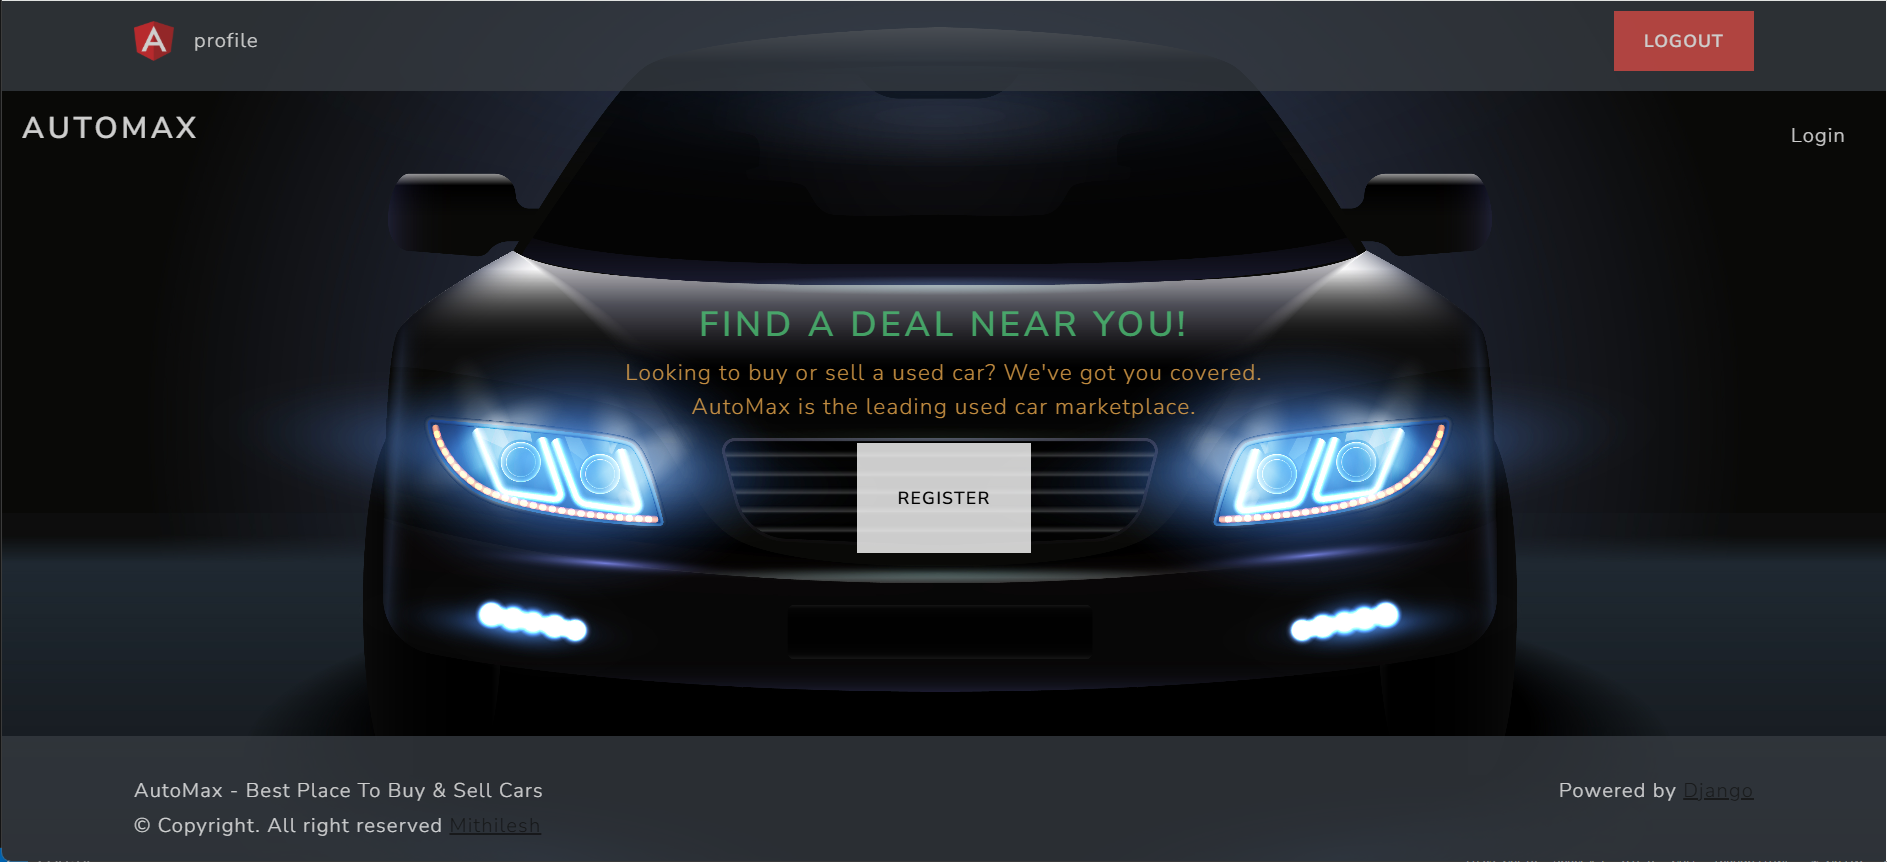 profile
LOGOUT
AUTOMAX
Login
FIND A DEAL NEAR YOU!
Looking to buy or sell a used car? We've got you covered.
AutoMax is the leading used car marketplace.
REGISTER
AutoMax - Best Place To Buy & Sell Cars
Powered by Django
© Copyright. All right reserved Mithilesh